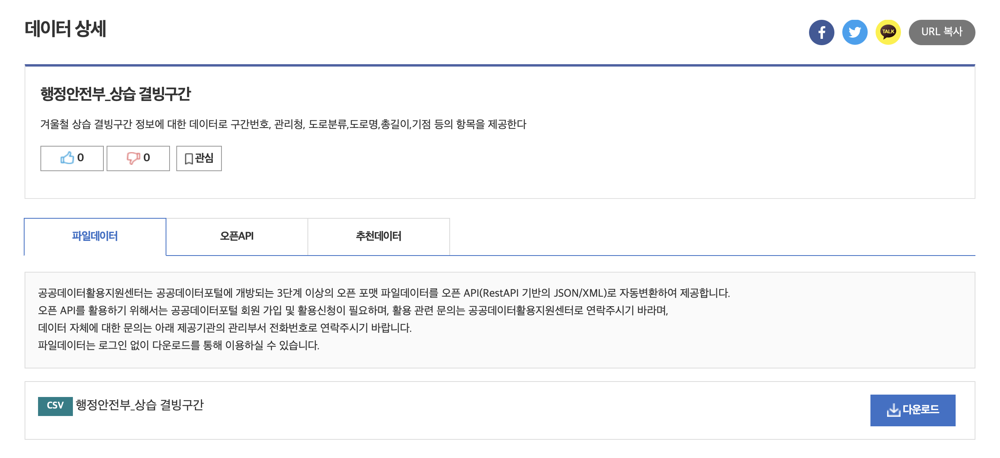 데이터 상세
TALK
URL 복사
행정안전부_상습 결빙구간
겨울철 상습 결빙구간 정보에 대한 데이터로 구간번호, 관리청, 도로분류,도로명,총길이,기점 등의 항목을 제공한다
0
0
관심
파일데이터
오픈API
추천데이터
공공데이터활용지원센터는 공공데이터포털에 개방되는 3단계 이상의 오픈 포맷 파일데이터를 오픈 API(RestAPI 기반의 JSON/XML)로 자동변환하여 제공합니다.
오픈 API를 활용하기 위해서는 공공데이터포털 회원 가입 및 활용신청이 필요하며, 활용 관련 문의는 공공데이터활용지원센터로 연락주시기 바라며,
데이터 자체에 대한 문의는 아래 제공기관의 관리부서 전화번호로 연락주시기 바랍니다.
파일데이터는 로그인 없이 다운로드를 통해 이용하실 수 있습니다.
CSV 행정안전부_상습 결빙구간
다운로드